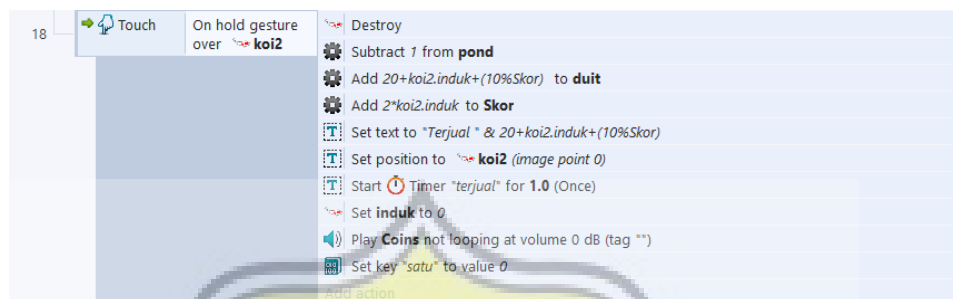 18
Touch
On hold gesture
over koi2
Destroy
Subtract 1 from pond
Add 20+koi2.induk+(10%Skor) to duit
Add 2*koi2.induk to Skor
Set text to "Terjual " & 20+koi2.induk+(10%Skor)
Set position to koi2 (image point 0)
Start Timer "terjual" for 1.0 (Once)
Set induk to 0
Play Coins not looping at volume 0 dB (tag "")
Set key "satu" to value 0
Add action